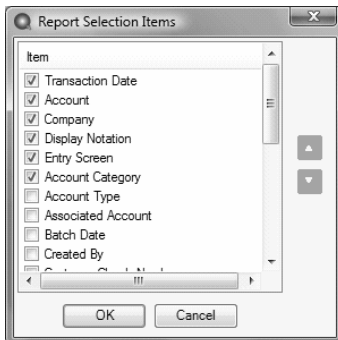 Report Selection Items
Item
Transaction Date
Account
Company
Display Notation
Entry Screen
Account Category
Account Type
Associated Account
Batch Date
Created By
OK
Cancel